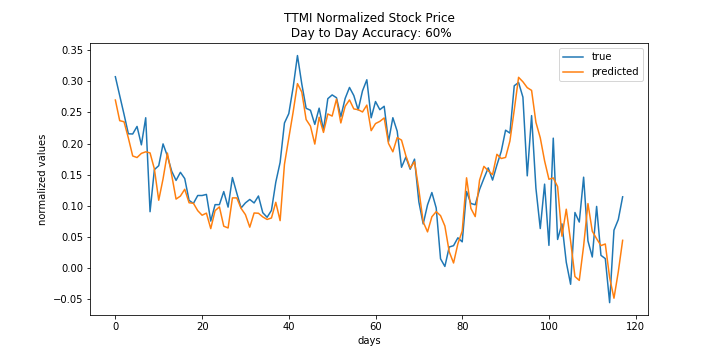 TTMI Normalized Stock Price
Day to Day Accuracy: 60%
true
predicted
normalized values
0.35
0.30
0.25
0.20
0.15
0.10
0.05
0.00
−0.05
0
20
40
60
80
100
120
days